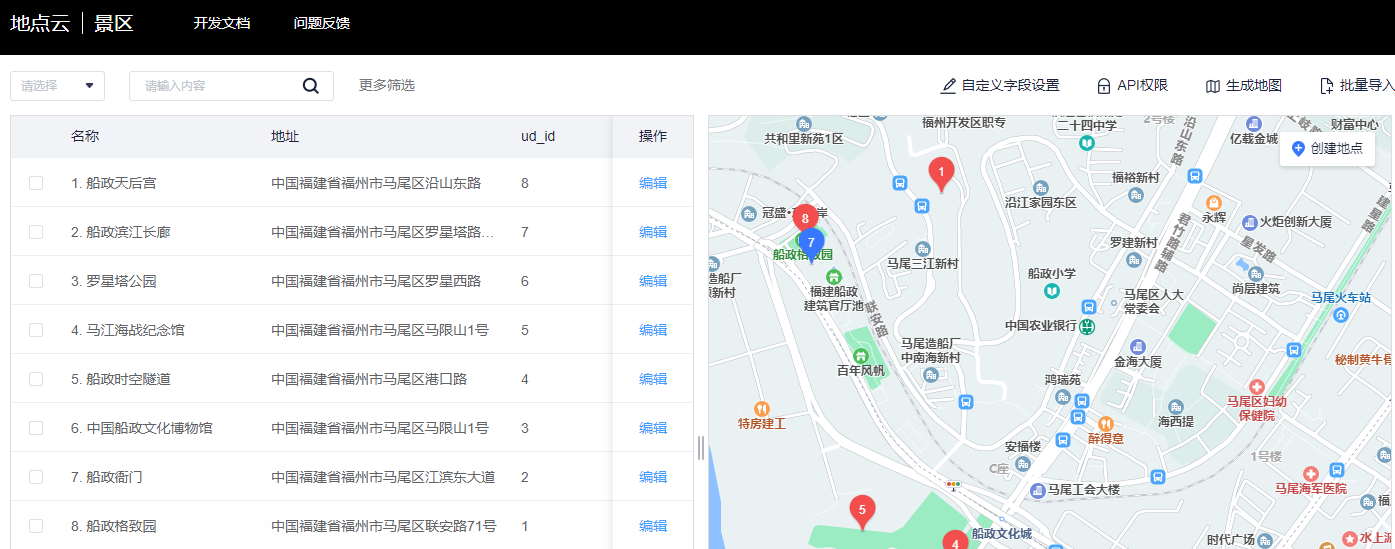 地点云 | 景区 开发文档 问题反馈
请选择 请输入内容 更多筛选 自定义字段设置 API权限 生成地图 批量导入
名称 地址 ud_id 操作
1. 船政天后宫 中国福建省福州市马尾区沿山东路 8 编辑
2. 船政滨江长廊 中国福建省福州市马尾区罗星塔路... 7 编辑
3. 罗星塔公园 中国福建省福州市马尾区罗星西路 6 编辑
4. 马江海战纪念馆 中国福建省福州市马尾区马限山1号 5 编辑
5. 船政时空隧道 中国福建省福州市马尾区港口路 4 编辑
6. 中国船政文化博物馆 中国福建省福州市马尾区马限山1号 3 编辑
7. 船政衙门 中国福建省福州市马尾区江滨东大道 2 编辑
8. 船政格致园 中国福建省福州市马尾区联安路71号 1 编辑
福州开发区职专
二十四中学
2号楼
财富中心
共和里新苑1区
沿山东路
亿载金城
创建地点
1
福裕新村
沿江家园东区
永辉
建星路
冠盛·
岸
8
7
君竹路辅路
火炬创新大厦
星发路
罗建新村
船政格致园
马尾三江新村
造船厂
新村
船政小学
尚层建筑
福建船政
建筑官厅池
联安路
马尾区人大
常委会
马尾火车站
中国农业银行
马尾造船厂
中南海新村
百年风帆
金海大厦
秘制黄牛骨
鸿瑞苑
马尾区妇幼
保健院
特房建工
海西提
醉得意
安福楼
C座
1号楼
马尾工会大楼
马尾海军医院
5
4
船政文化城
时代广场
水上